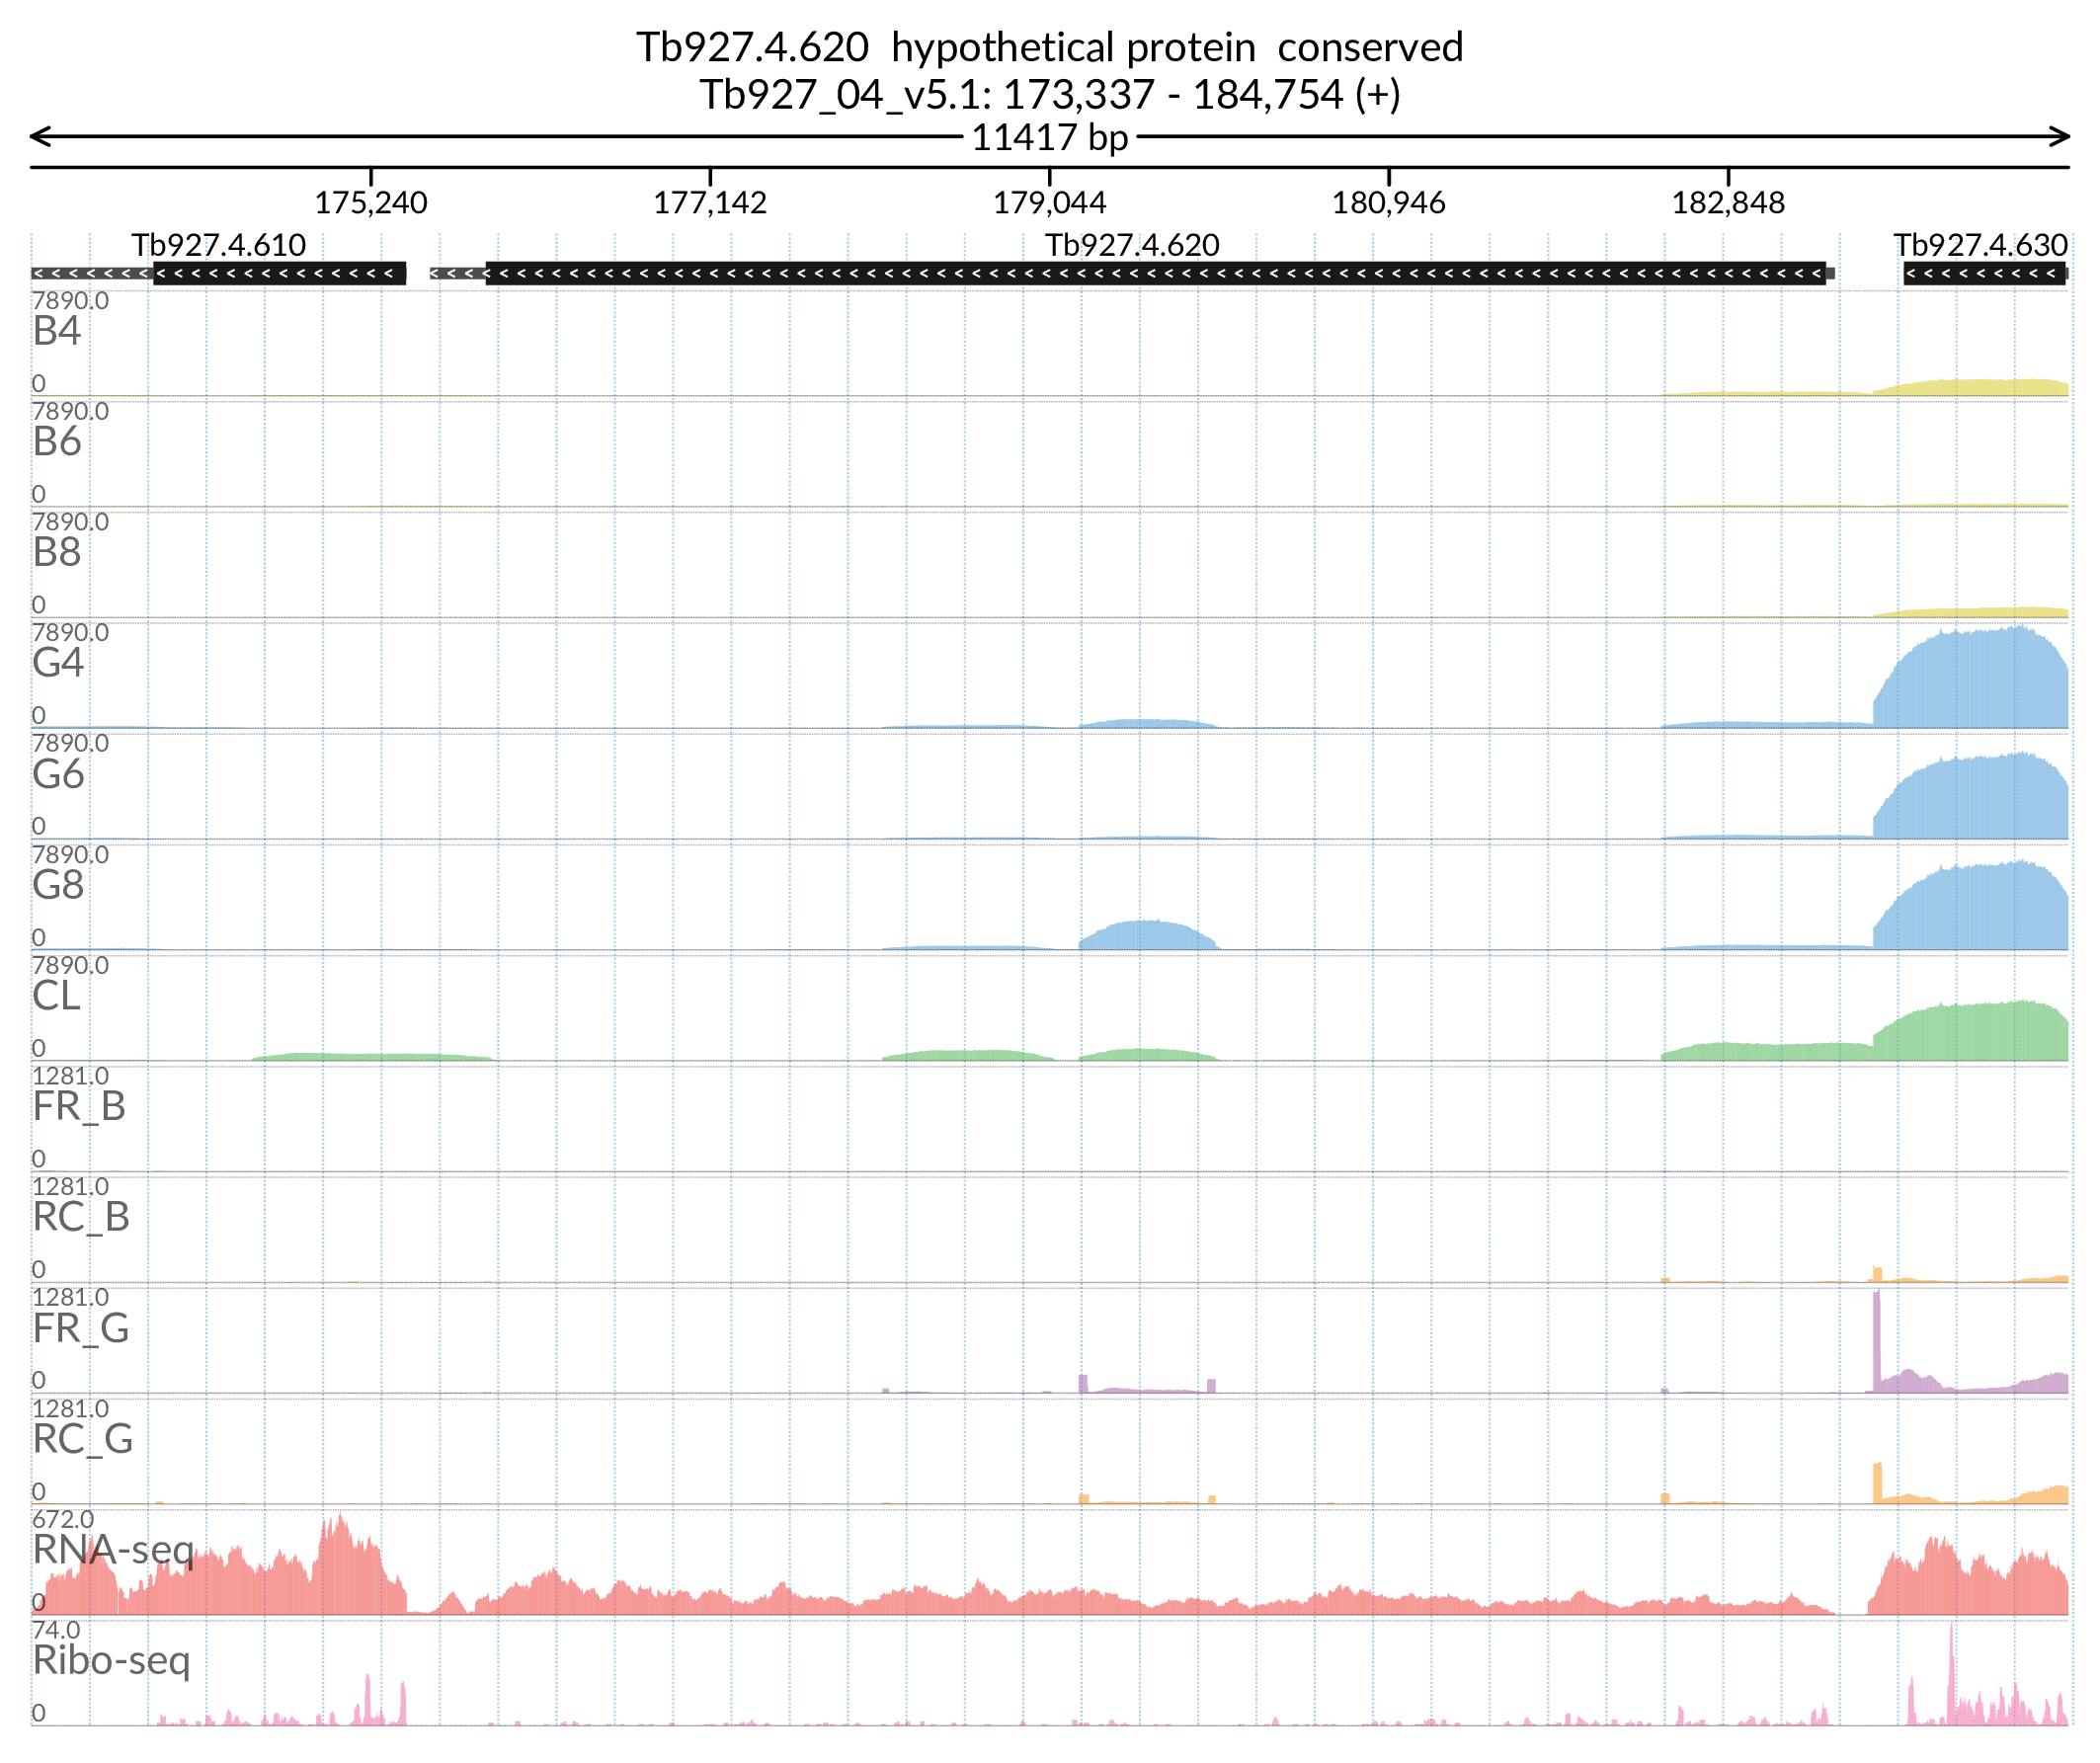 Tb927.4.620  hypothetical protein  conserved
Tb927_04_v5.1: 173,337 - 184,754 (+)
11417 bp
175,240 177,142 179,044 180,946 182,848
Tb927.4.610 Tb927.4.620 Tb927.4.630
7890.0
B4
0
7890.0
B6
0
7890.0
B8
0
7890.0
G4
0
7890.0
G6
0
7890.0
G8
0
7890.0
CL
0
1281.0
FR_B
0
1281.0
RC_B
0
1281.0
FR_G
0
1281.0
RC_G
0
672.0
RNA-seq
0
74.0
Ribo-seq
0